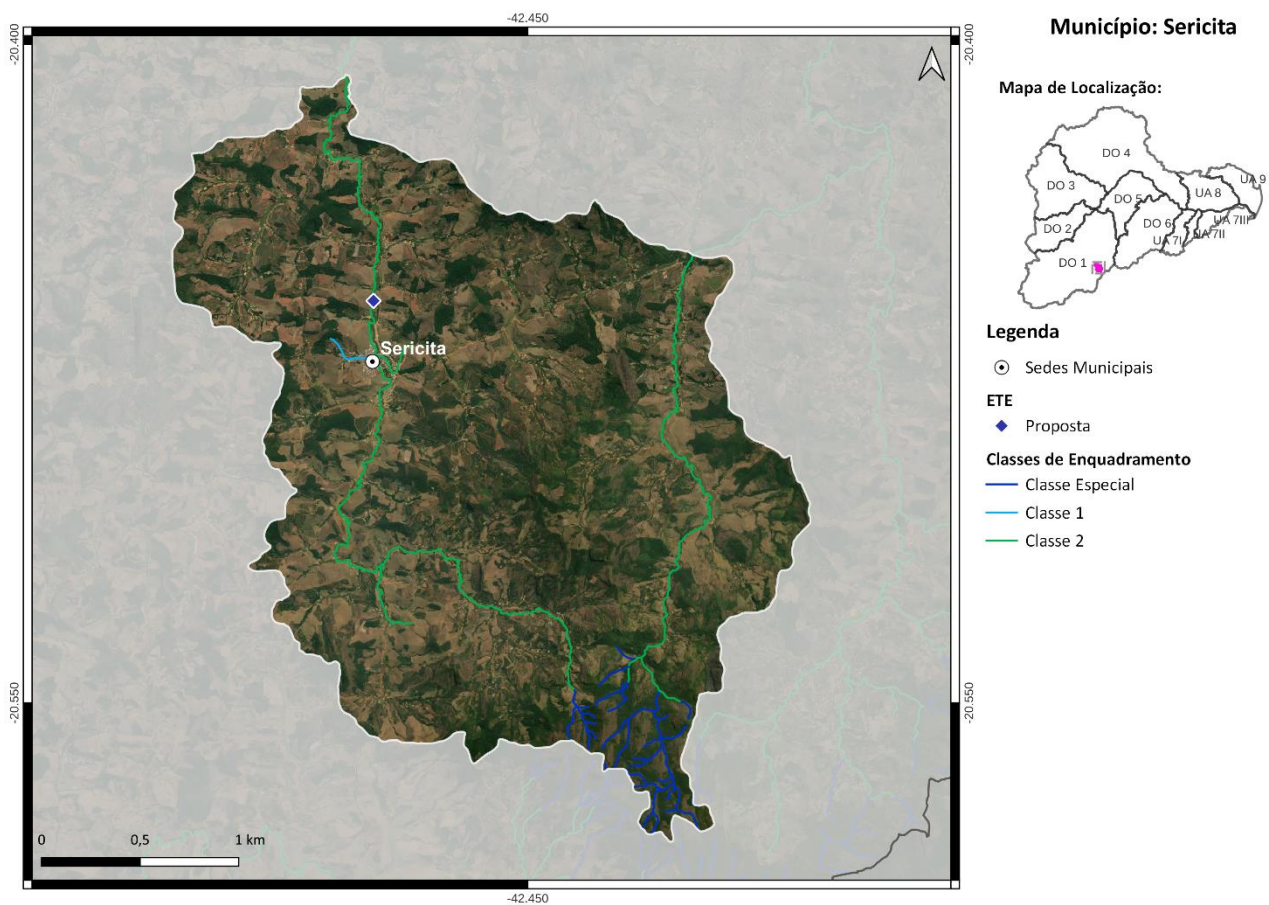 -42.450
-20.400
-20.400
Município: Sericita
Mapa de Localização:
DO 4
DO 3
DO 5
UA 8
UA 9
DO 2
DO 6
UA 7III
UA 7II
UA 7I
DO 1
Sericita
Legenda
Sedes Municipais
ETE
Proposta
Classes de Enquadramento
Classe Especial
Classe 1
Classe 2
-20.550
-20.550
0 0,5 1 km
-42.450